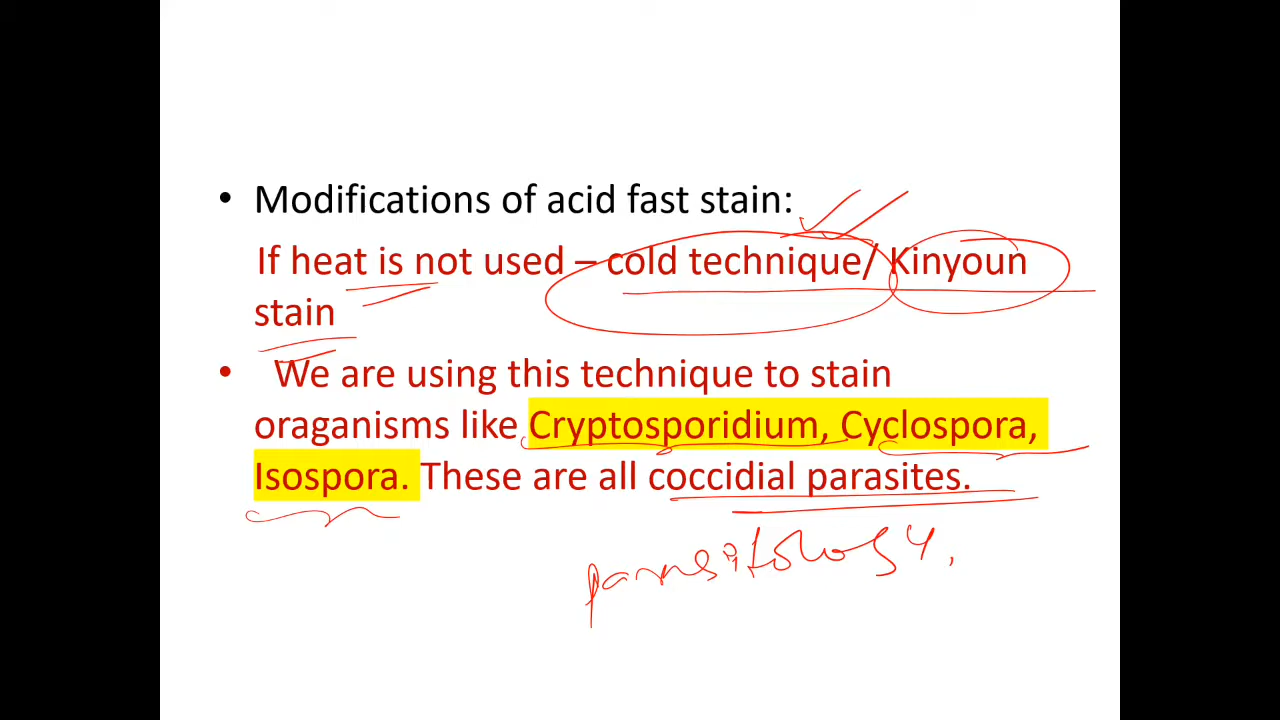 • Modifications of acid fast stain:
If heat is not used – cold technique/ Kinyoun
stain
• We are using this technique to stain
oraganisms like Cryptosporidium, Cyclospora,
Isospora. These are all coccidial parasites.
parasitology,